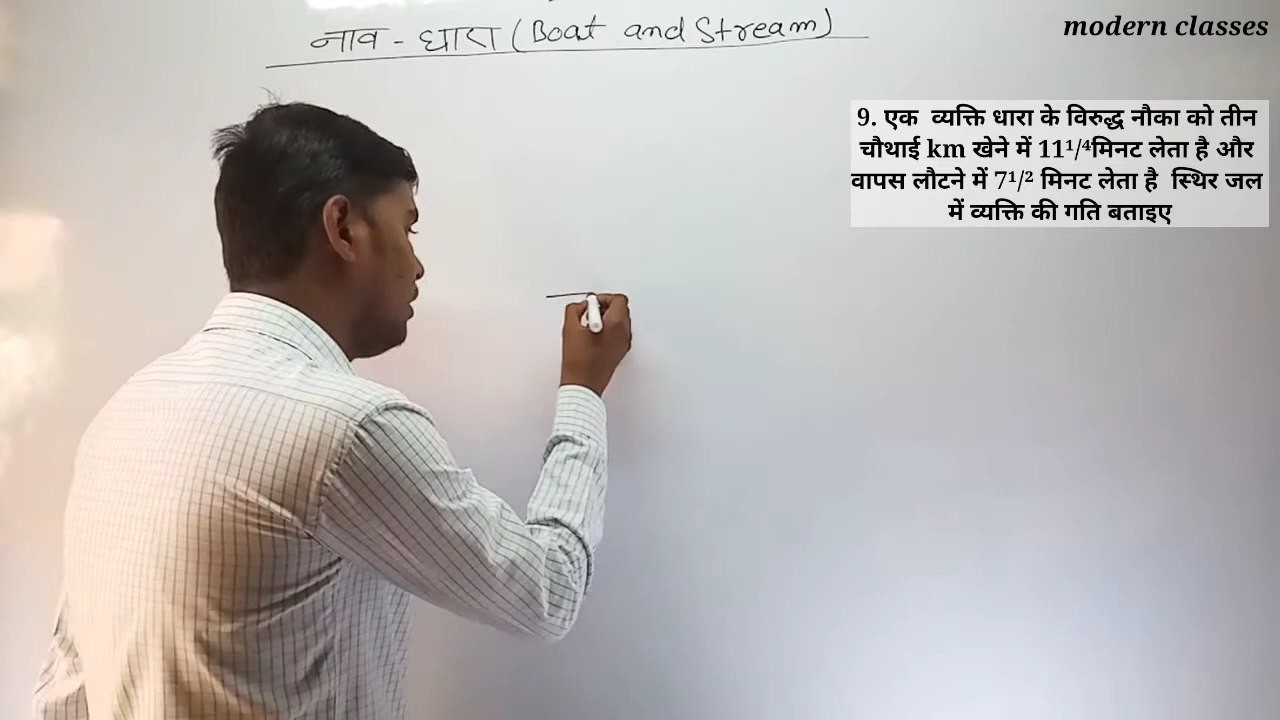 नाव - धारा (Boat and Stream)
modern classes
9. एक व्यक्ति धारा के विरुद्ध नौका को तीन
चौथाई km खेने में 11¹/⁴मिनट लेता है और
वापस लौटने में 7¹/² मिनट लेता है स्थिर जल
में व्यक्ति की गति बताइए